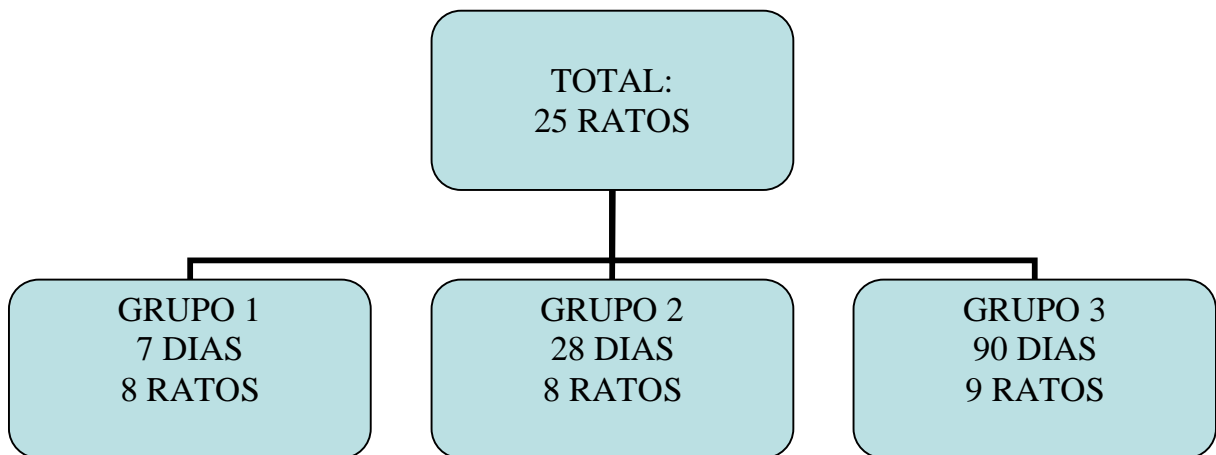 TOTAL:
25 RATOS
GRUPO 1
7 DIAS
8 RATOS
GRUPO 2
28 DIAS
8 RATOS
GRUPO 3
90 DIAS
9 RATOS